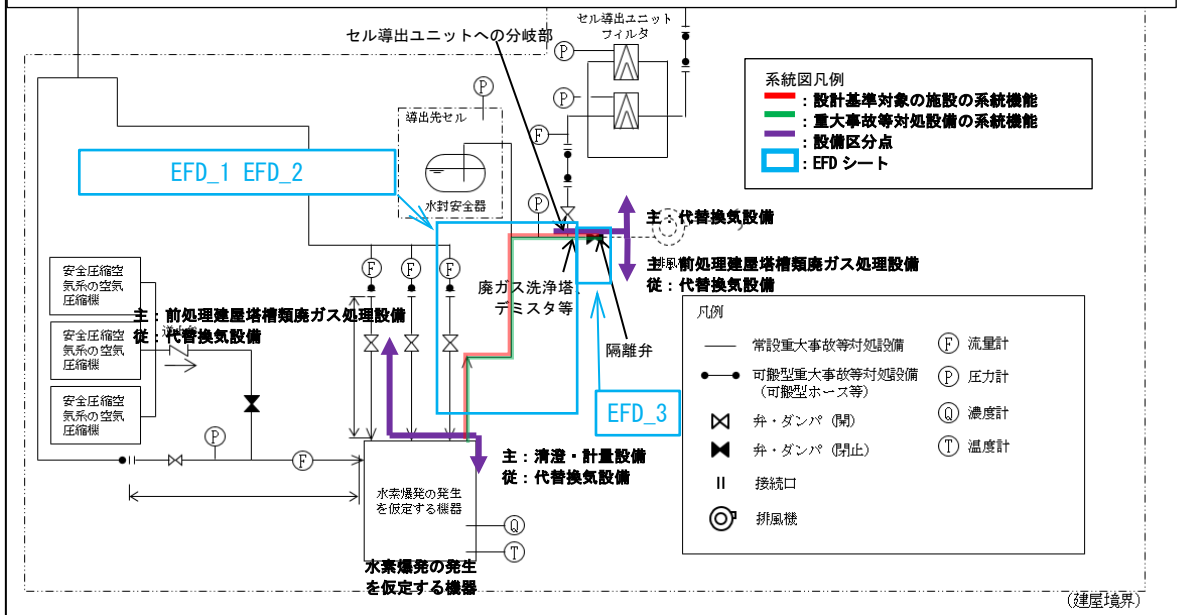 セル導出ユニット
フィルタ
セル導出ユニットへの分岐部
P
P
P
F
導出先セル
水封安全器
P
系統図凡例
：設計基準対象の施設の系統機能
：重大事故等対処設備の系統機能
：設備区分点
：EFDシート
EFD_1 EFD_2
主：代替換気設備
主：前処理建屋塔槽類廃ガス処理設備
従：代替換気設備
廃ガス洗浄塔、
デミスタ等
隔離弁
EFD_3
F
F
F
安全圧縮空
気系の空気
圧縮機
安全圧縮空
気系の空気
圧縮機
安全圧縮空
気系の空気
圧縮機
主：前処理建屋塔槽類廃ガス処理設備
従：代替換気設備
P
F
主：清澄・計量設備
従：代替換気設備
水素爆発の発生
を仮定する機器
Q
T
水素爆発の発生
を仮定する機器
凡例
常設重大事故等対処設備
可搬型重大事故等対処設備
（可搬型ホース等）
弁・ダンパ（開）
弁・ダンパ（閉止）
接続口
排風機
F 流量計
P 圧力計
Q 濃度計
T 温度計
（建屋境界）